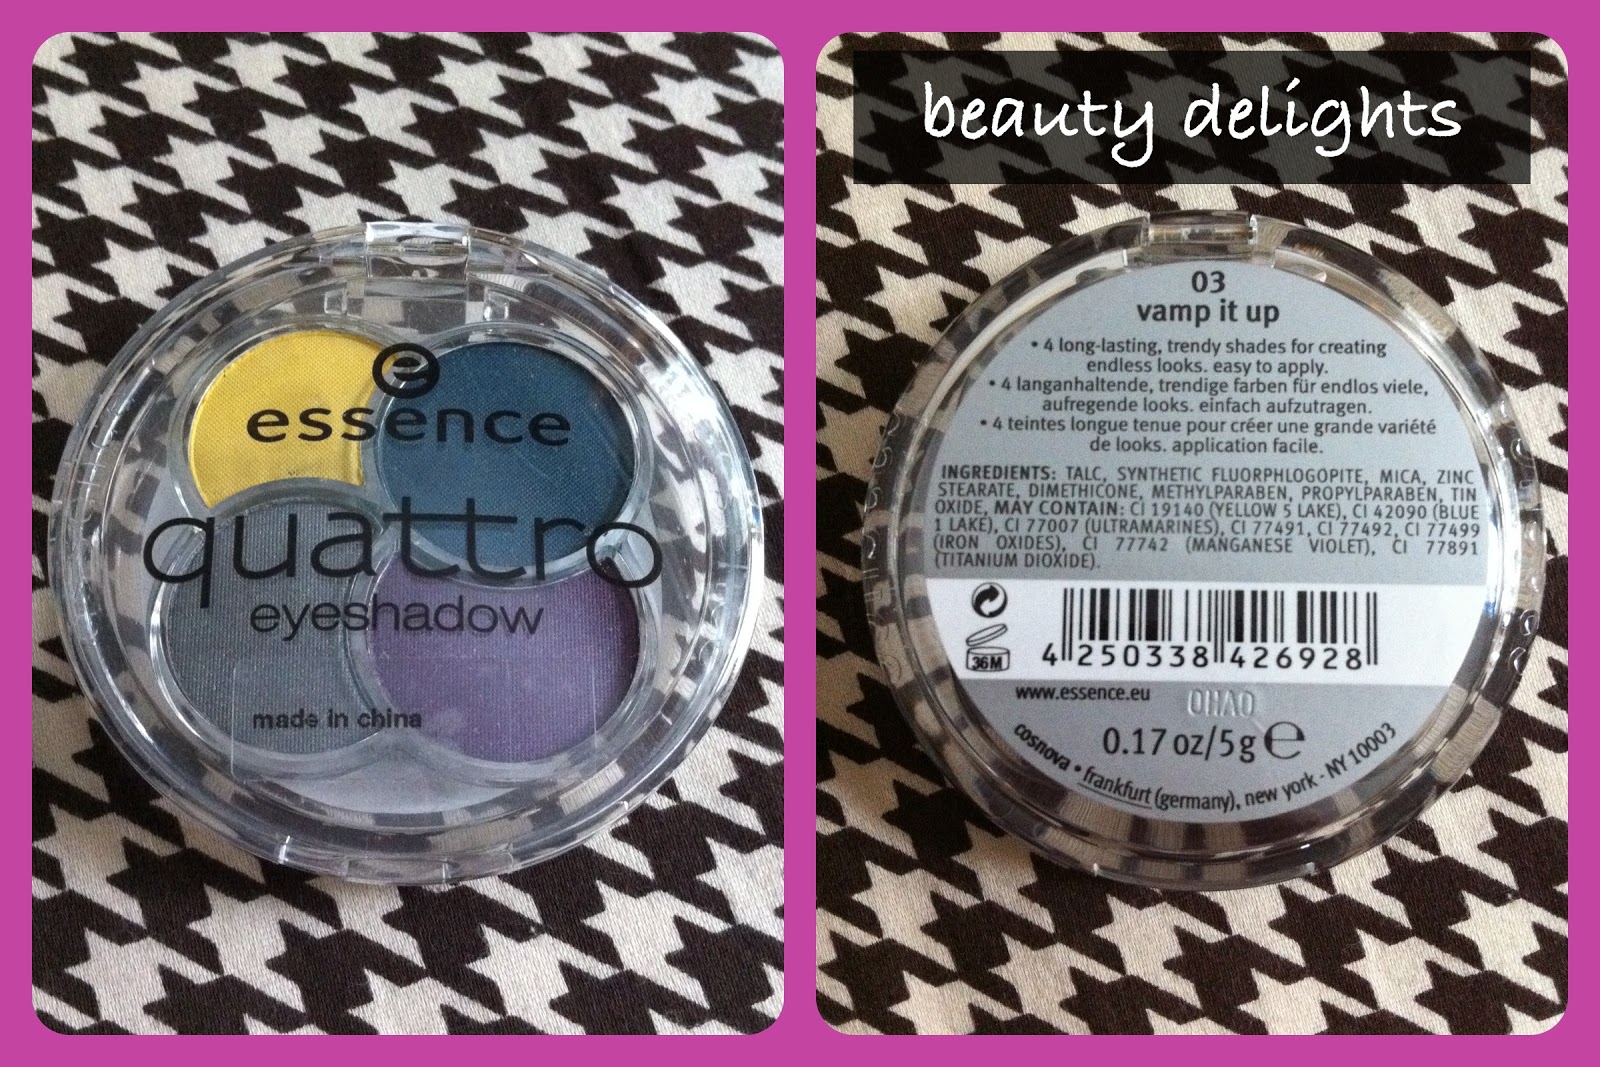 essence
quattro
eyeshadow
made in china
beauty delights
03
vamp it up
• 4 long-lasting, trendy shades for creating
endless looks. easy to apply.
• 4 langanhaltende, trendige farben für endlos viele,
aufregende looks. einfach aufzutragen.
• 4 teintes longue tenue pour créer une grande variété
de looks. application facile.
INGREDIENTS: TALC, SYNTHETIC FLUORPHLOGOPITE, MICA, ZINC
STEARATE, DIMETHICONE, METHYLPARABEN, PROPYLPARABEN, TIN
OXIDE, MAY CONTAIN: CI 19140 (YELLOW 5 LAKE), CI 42090 (BLUE
1 LAKE), CI 77007 (ULTRAMARINES), CI 77491, CI 77492, CI 77499
(IRON OXIDES), CI 77742 (MANGANESE VIOLET), CI 77891
(TITANIUM DIOXIDE).
36M
4 250338 426928
www.essence.eu
0.17 oz/5g e
cosnova • frankfurt (germany), new york - NY 10003